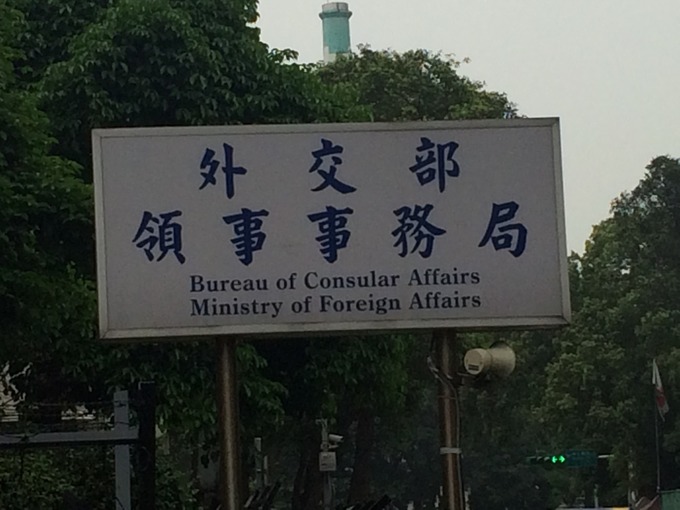 外交部
領事事務局
Bureau of Consular Affairs
Ministry of Foreign Affairs